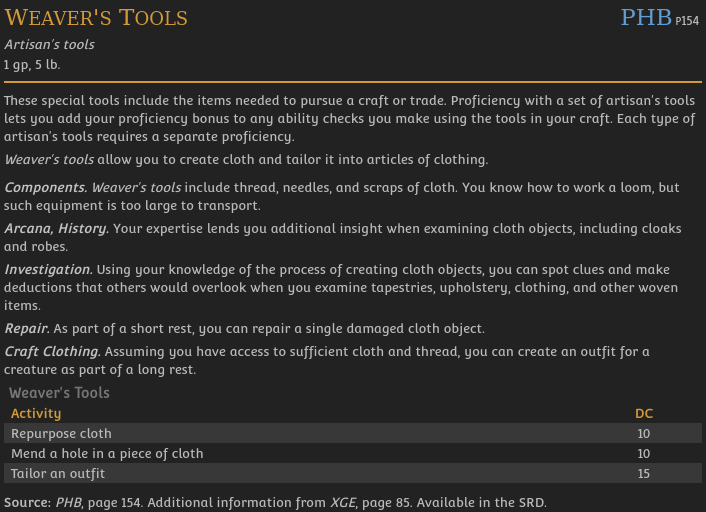 WEAVER'S TOOLS PHB P154
Artisan's tools
1 gp, 5 lb.
These special tools include the items needed to pursue a craft or trade. Proficiency with a set of artisan's tools
lets you add your proficiency bonus to any ability checks you make using the tools in your craft. Each type of
artisan's tools requires a separate proficiency.
Weaver's tools allow you to create cloth and tailor it into articles of clothing.
Components. Weaver's tools include thread, needles, and scraps of cloth. You know how to work a loom, but
such equipment is too large to transport.
Arcana, History. Your expertise lends you additional insight when examining cloth objects, including cloaks
and robes.
Investigation. Using your knowledge of the process of creating cloth objects, you can spot clues and make
deductions that others would overlook when you examine tapestries, upholstery, clothing, and other woven
items.
Repair. As part of a short rest, you can repair a single damaged cloth object.
Craft Clothing. Assuming you have access to sufficient cloth and thread, you can create an outfit for a
creature as part of a long rest.
Weaver's Tools
Activity DC
Repurpose cloth 10
Mend a hole in a piece of cloth 10
Tailor an outfit 15
Source: PHB, page 154. Additional information from XGE, page 85. Available in the SRD.